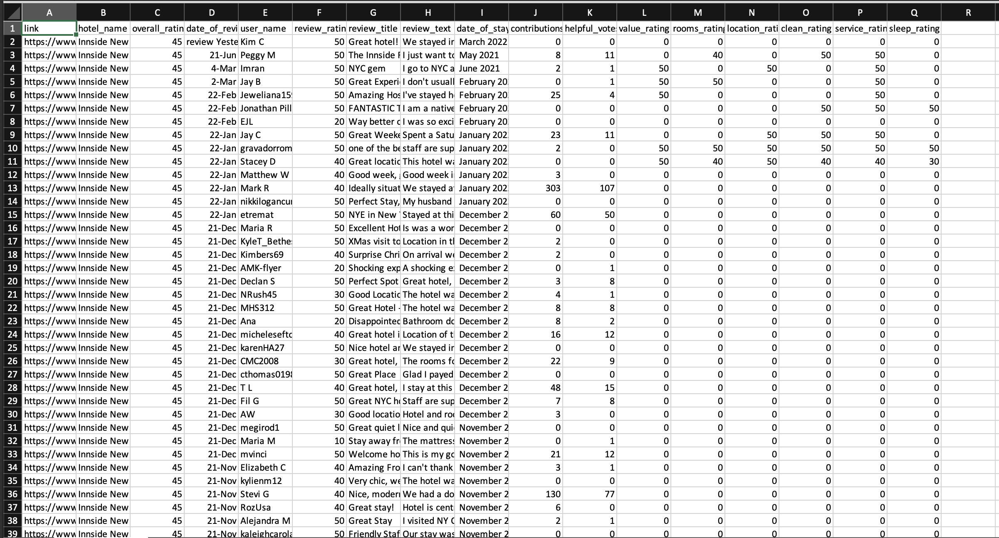 A B C D E F G H I J K L M N O P Q R
1 link hotel_name overall_ratin date_of_revi user_name review_ratin review_title review_text date_of_stay contributions helpful_vote value_rating rooms_rating location_rati clean_rating service_ratin sleep_rating
2 https://www Innside New 45 review Yeste Kim C 50 Great hotel! We stayed in March 2022 0 0 0 0 0 0 0 0
3 https://www Innside New 45 21-Jun Peggy M 50 The Innside I just want to May 2021 8 11 0 40 0 50 50 0
4 https://www Innside New 45 4-Mar Imran 50 NYC gem I go to NYC a June 2021 2 1 50 0 50 0 50 0
5 https://www Innside New 45 2-Mar Jay B 50 Great Experi I don't usuall February 20 0 1 50 50 0 0 50 0
6 https://www Innside New 45 22-Feb Jeweliana15 50 Amazing Hos I've stayed h February 20 25 4 50 0 0 0 50 0
7 https://www Innside New 45 22-Feb Jonathan Pill 50 FANTASTIC T I am a native February 20 0 0 0 0 0 50 50 50
8 https://www Innside New 45 22-Feb EJL 20 Way better c I was so exci February 20 0 0 0 0 0 0 0 0
9 https://www Innside New 45 22-Jan Jay C 50 Great Weeke Spent a Satu January 202 23 11 0 0 50 50 50 0
10 https://www Innside New 45 22-Jan gravadorrom 50 one of the be staff are sup January 202 2 0 50 50 50 50 50 50
11 https://www Innside New 45 22-Jan Stacey D 40 Great locatic This hotel wa January 202 0 0 50 40 50 40 40 30
12 https://www Innside New 45 22-Jan Matthew W 40 Good week, Good week i January 202 3 0 0 0 0 0 0 0
13 https://www Innside New 45 22-Jan Mark R 40 Ideally situat We stayed a January 202 303 107 0 0 0 0 0 0
14 https://www Innside New 45 22-Jan nikkilogancu 50 Perfect Stay, My husband January 202 0 0 0 0 0 0 0 0
15 https://www Innside New 45 22-Jan etremat 50 NYE in New Stayed at thi December 2 60 50 0 0 0 0 0 0
16 https://www Innside New 45 21-Dec Maria R 50 Excellent Hot Is was a wor December 2 0 0 0 0 0 0 0 0
17 https://www Innside New 45 21-Dec KyleT_Bethe 50 XMas visit to Location in tl December 2 2 0 0 0 0 0 0 0
18 https://www Innside New 45 21-Dec Kimbers69 40 Surprise Chri On arrival we December 2 2 0 0 0 0 0 0 0
19 https://www Innside New 45 21-Dec AMK-flyer 20 Shocking exp A shocking e December 2 0 1 0 0 0 0 0 0
20 https://www Innside New 45 21-Dec Declan S 50 Perfect Spot Great hotel, December 2 3 8 0 0 0 0 0 0
21 https://www Innside New 45 21-Dec NRush45 30 Good Locatic The hotel wa December 2 4 1 0 0 0 0 0 0
22 https://www Innside New 45 21-Dec MHS312 50 Great Hotel - The hotel wa December 2 8 8 0 0 0 0 0 0
23 https://www Innside New 45 21-Dec Ana 20 Disappointec Bathroom dc December 2 8 2 0 0 0 0 0 0
24 https://www Innside New 45 21-Dec michelesefto 40 Great hotel i Location of t December 2 16 12 0 0 0 0 0 0
25 https://www Innside New 45 21-Dec karenHA27 50 Nice hotel ar We stayed in December 2 0 0 0 0 0 0 0 0
26 https://www Innside New 45 21-Dec CMC2008 30 Great hotel, The rooms fo December 2 22 9 0 0 0 0 0 0
27 https://www Innside New 45 21-Dec cthomas0198 50 Great Place Glad I payed December 2 0 0 0 0 0 0 0 0
28 https://www Innside New 45 21-Dec T L 40 Great hotel, I stay at this December 2 48 15 0 0 0 0 0 0
29 https://www Innside New 45 21-Dec Fil G 50 Great NYC ho Staff are sup December 2 7 8 0 0 0 0 0 0
30 https://www Innside New 45 21-Dec AW 30 Good locatio Hotel and roo December 2 3 0 0 0 0 0 0 0
31 https://www Innside New 45 21-Dec megirod1 50 Great quiet l Nice and qui November 2 0 0 0 0 0 0 0 0
32 https://www Innside New 45 21-Dec Maria M 10 Stay away fr The mattress November 2 0 1 0 0 0 0 0 0
33 https://www Innside New 45 21-Dec mvinci 50 Welcome ho This is my go November 2 21 12 0 0 0 0 0 0
34 https://www Innside New 45 21-Nov Elizabeth C 40 Amazing Fro I can't thank November 2 3 1 0 0 0 0 0 0
35 https://www Innside New 45 21-Nov kylienm12 40 Very chic, we The hotel wa November 2 0 0 0 0 0 0 0 0
36 https://www Innside New 45 21-Nov Stevi G 40 Nice, modern We had a do November 2 130 77 0 0 0 0 0 0
37 https://www Innside New 45 21-Nov RozUsa 40 Great stay! Hotel is cent November 2 6 0 0 0 0 0 0 0
38 https://www Innside New 45 21-Nov Alejandra M 50 Great Stay I visited NY C November 2 2 1 0 0 0 0 0 0
39 https://www Innside New 45 21-Nov kaleighcarola 50 Friendly Staf Our stay was November 2 0 0 0 0 0 0 0 0